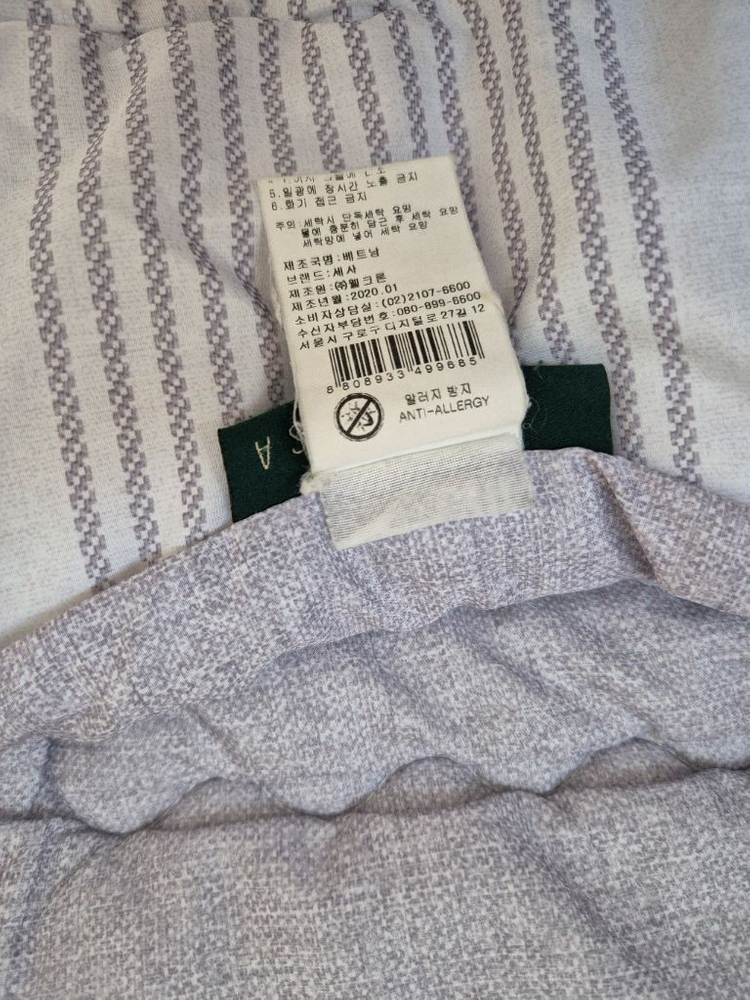 5.일광에 장시간 노출 금지
6.화기 접근 금지
주의:세탁시 단독세탁 요망
물에 충분히 담근 후 세탁 요망
세탁망에 넣어 세탁 요망
제조국명:베트남
브랜드:세사
제조원:㈜웰크론
제조년월:2020.01
소비자상담실:(02)2107-6600
수신자부담번호:080-899-6600
서울시 구로구 디지털로 27길 12
8 808933 499685
알러지 방지
ANTI-ALLERGY
S A